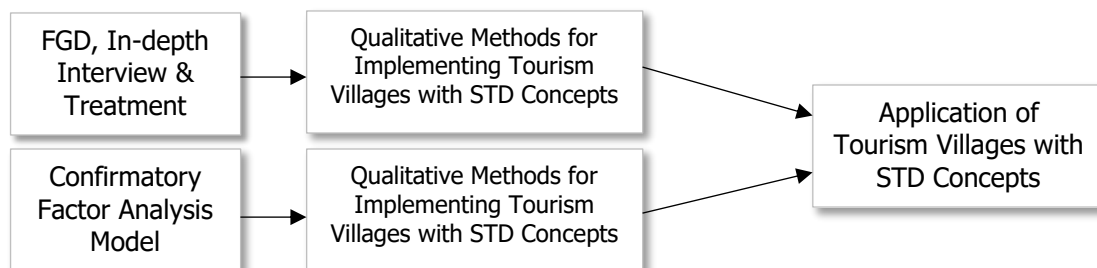 FGD, In-depth
Interview &
Treatment
Qualitative Methods for
Implementing Tourism
Villages with STD Concepts
Confirmatory
Factor Analysis
Model
Qualitative Methods for
Implementing Tourism
Villages with STD Concepts
Application of
Tourism Villages with
STD Concepts